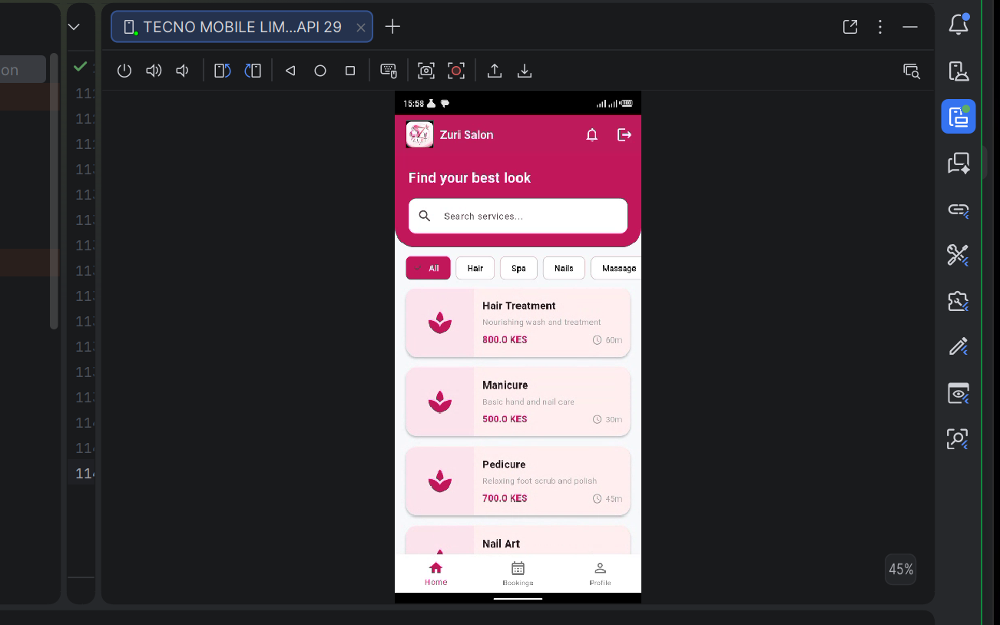 TECNO MOBILE LIM...API 29
on
15:58
100
Zuri Salon
Find your best look
Search services...
All
Hair
Spa
Nails
Massage
Hair Treatment
Nourishing wash and treatment
800.0 KES
60m
Manicure
Basic hand and nail care
500.0 KES
30m
Pedicure
Relaxing foot scrub and polish
700.0 KES
45m
Nail Art
Home
Bookings
Profile
45%